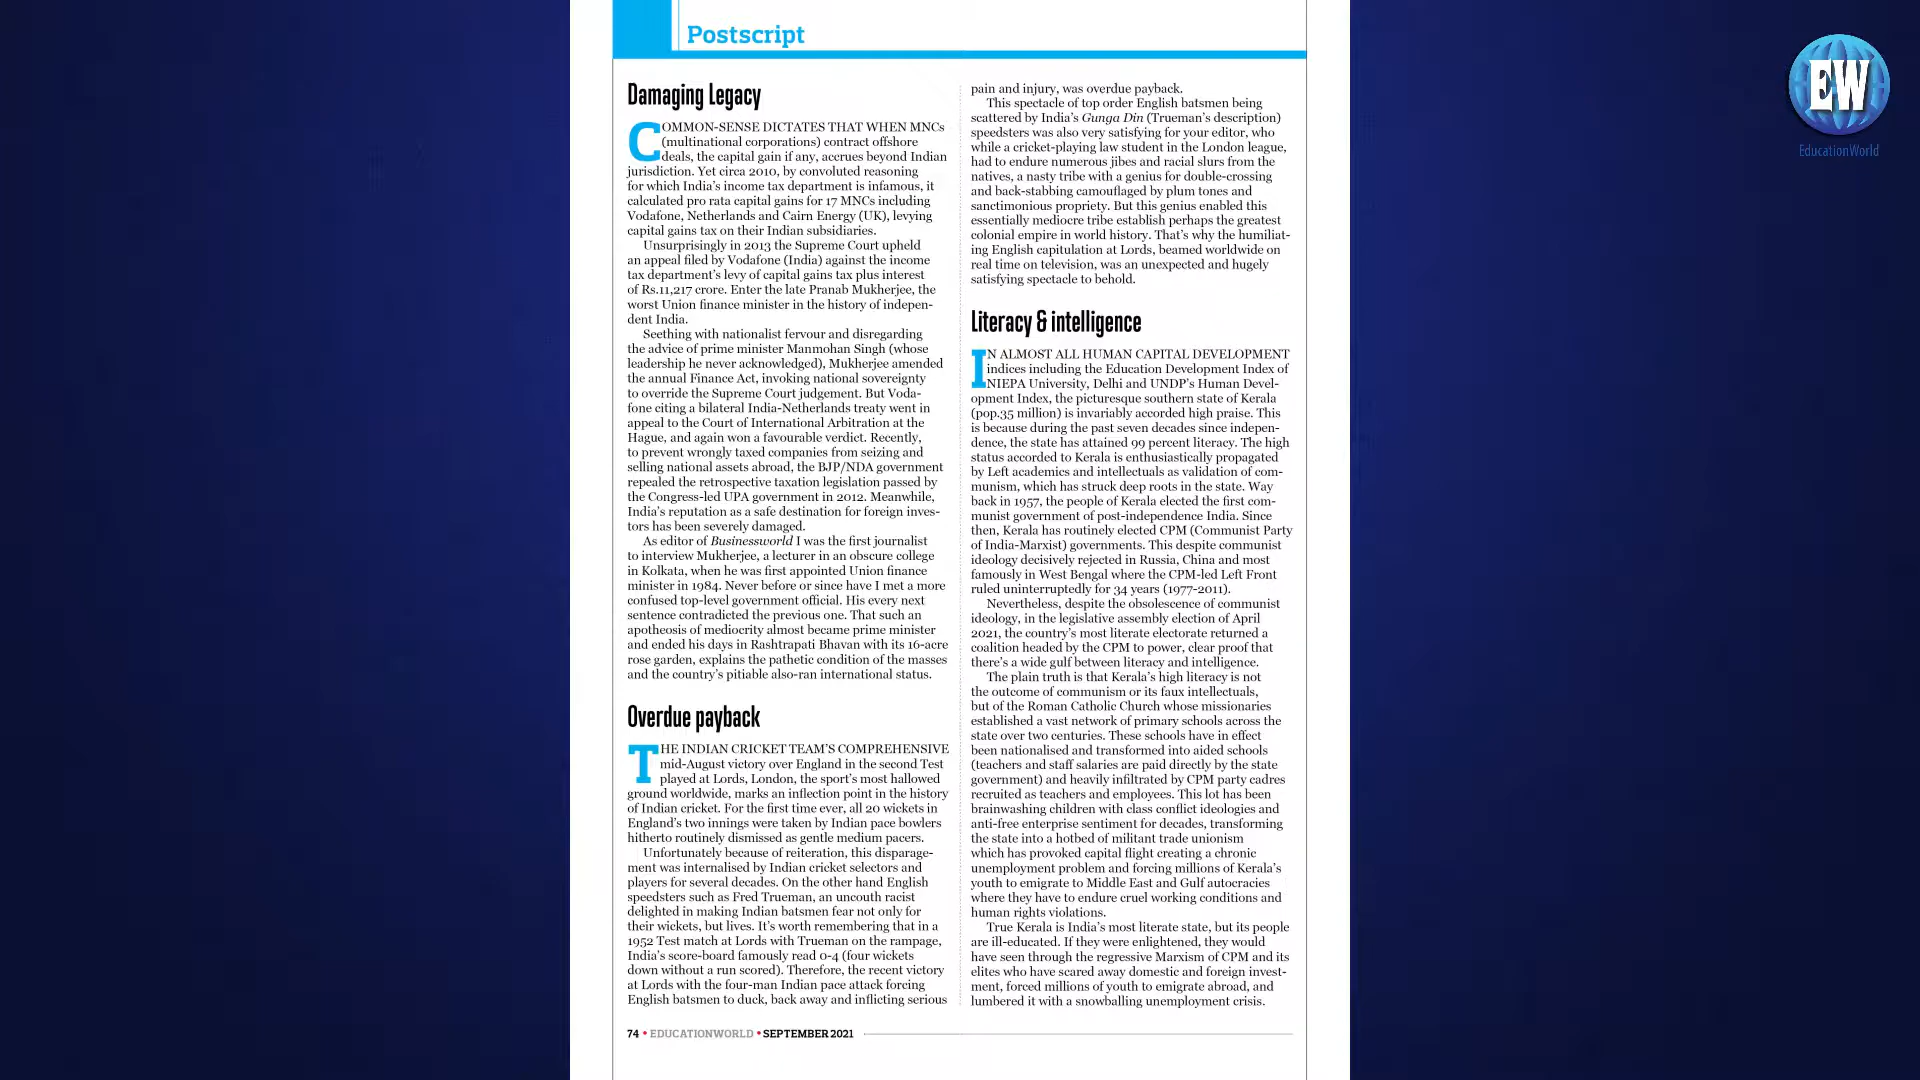 Postscript
Damaging Legacy
COMMON-SENSE DICTATES THAT WHEN MNCs
(multinational corporations) contract offshore
deals, the capital gain if any, accrues beyond Indian
jurisdiction. Yet circa 2010, by convoluted reasoning
for which India's income tax department is infamous, it
calculated pro rata capital gains for 17 MNCs including
Vodafone, Netherlands and Cairn Energy (UK), levying
capital gains tax on their Indian subsidiaries.
Unsurprisingly in 2013 the Supreme Court upheld
an appeal filed by Vodafone (India) against the income
tax department's levy of capital gains tax plus interest
of Rs.11,217 crore. Enter the late Pranab Mukherjee, the
worst Union finance minister in the history of indepen-
dent India.
Seething with nationalist fervour and disregarding
the advice of prime minister Manmohan Singh (whose
leadership he never acknowledged), Mukherjee amended
the annual Finance Act, invoking national sovereignty
to override the Supreme Court judgement. But Voda-
fone citing a bilateral India-Netherlands treaty went in
appeal to the Court of International Arbitration at the
Hague, and again won a favourable verdict. Recently,
to prevent wrongly taxed companies from seizing and
selling national assets abroad, the BJP/NDA government
repealed the retrospective taxation legislation passed by
the Congress-led UPA government in 2012. Meanwhile,
India's reputation as a safe destination for foreign inves-
tors has been severely damaged.
As editor of Businessworld I was the first journalist
to interview Mukherjee, a lecturer in an obscure college
in Kolkata, when he was first appointed Union finance
minister in 1984. Never before or since have I met a more
confused top-level government official. His every next
sentence contradicted the previous one. That such an
apotheosis of mediocrity almost became prime minister
and ended his days in Rashtrapati Bhavan with its 16-acre
rose garden, explains the pathetic condition of the masses
and the country's pitiable also-ran international status.
Overdue payback
THE INDIAN CRICKET TEAM'S COMPREHENSIVE
mid-August victory over England in the second Test
played at Lords, London, the sport's most hallowed
ground worldwide, marks an inflection point in the history
of Indian cricket. For the first time ever, all 20 wickets in
England's two innings were taken by Indian pace bowlers
hitherto routinely dismissed as gentle medium pacers.
Unfortunately because of reiteration, this disparage-
ment was internalised by Indian cricket selectors and
players for several decades. On the other hand English
speedsters such as Fred Trueman, an uncouth racist
delighted in making Indian batsmen fear not only for
their wickets, but lives. It's worth remembering that in a
1952 Test match at Lords with Trueman on the rampage,
India's score-board famously read 0-4 (four wickets
down without a run scored). Therefore, the recent victory
at Lords with the four-man Indian pace attack forcing
English batsmen to duck, back away and inflicting serious
pain and injury, was overdue payback.
This spectacle of top order English batsmen being
scattered by India's Gunga Din (Trueman's description)
speedsters was also very satisfying for your editor, who
while a cricket-playing law student in the London league,
had to endure numerous jibes and racial slurs from the
natives, a nasty tribe with a genius for double-crossing
and back-stabbing camouflaged by plum tones and
sanctimonious propriety. But this genius enabled this
essentially mediocre tribe establish perhaps the greatest
colonial empire in world history. That's why the humiliat-
ing English capitulation at Lords, beamed worldwide on
real time on television, was an unexpected and hugely
satisfying spectacle to behold.
Literacy & intelligence
IN ALMOST ALL HUMAN CAPITAL DEVELOPMENT
indices including the Education Development Index of
NIEPA University, Delhi and UNDP's Human Devel-
opment Index, the picturesque southern state of Kerala
(pop.35 million) is invariably accorded high praise. This
is because during the past seven decades since indepen-
dence, the state has attained 99 percent literacy. The high
status accorded to Kerala is enthusiastically propagated
by Left academics and intellectuals as validation of com-
munism, which has struck deep roots in the state. Way
back in 1957, the people of Kerala elected the first com-
munist government of post-independence India. Since
then, Kerala has routinely elected CPM (Communist Party
of India-Marxist) governments. This despite communist
ideology decisively rejected in Russia, China and most
famously in West Bengal where the CPM-led Left Front
ruled uninterruptedly for 34 years (1977-2011).
Nevertheless, despite the obsolescence of communist
ideology, in the legislative assembly election of April
2021, the country's most literate electorate returned a
coalition headed by the CPM to power, clear proof that
there's a wide gulf between literacy and intelligence.
The plain truth is that Kerala's high literacy is not
the outcome of communism or its faux intellectuals,
but of the Roman Catholic Church whose missionaries
established a vast network of primary schools across the
state over two centuries. These schools have in effect
been nationalised and transformed into aided schools
(teachers and staff salaries are paid directly by the state
government) and heavily infiltrated by CPM party cadres
recruited as teachers and employees. This lot has been
brainwashing children with class conflict ideologies and
anti-free enterprise sentiment for decades, transforming
the state into a hotbed of militant trade unionism
which has provoked capital flight creating a chronic
unemployment problem and forcing millions of Kerala's
youth to emigrate to Middle East and Gulf autocracies
where they have to endure cruel working conditions and
human rights violations.
True Kerala is India's most literate state, but its people
are ill-educated. If they were enlightened, they would
have seen through the regressive Marxism of CPM and its
elites who have scared away domestic and foreign invest-
ment, forced millions of youth to emigrate abroad, and
lumbered it with a snowballing unemployment crisis.
74 • EDUCATIONWORLD • SEPTEMBER 2021
EW
EducationWorld